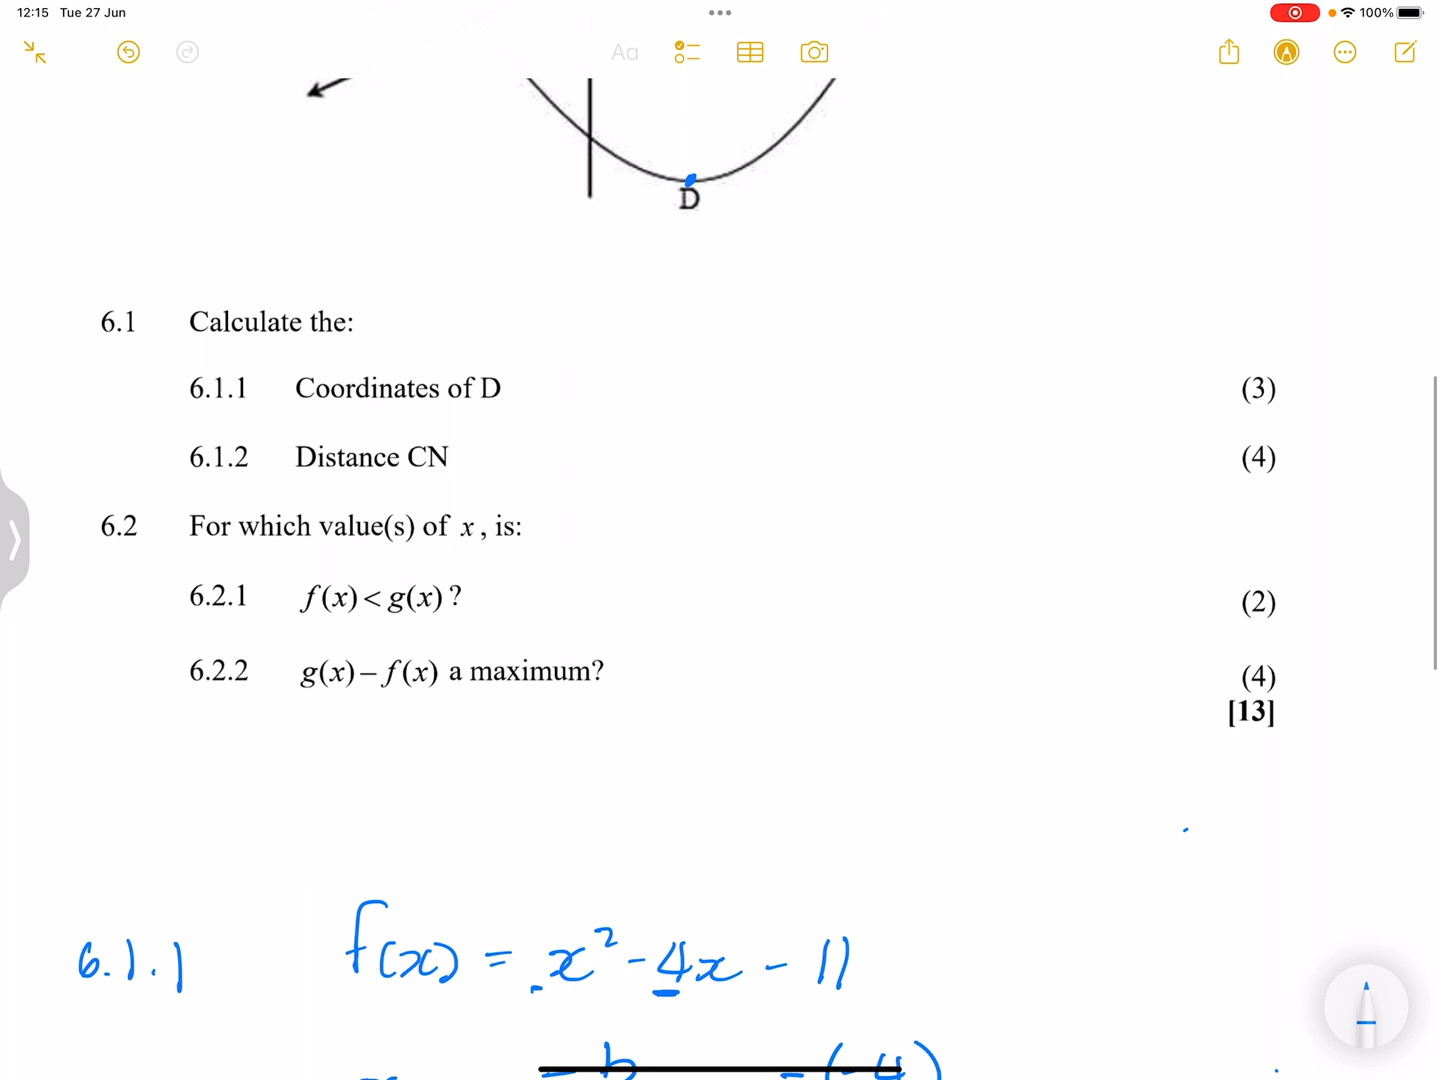 12:15 Tue 27 Jun 100%
Aa
D
6.1 Calculate the:
6.1.1 Coordinates of D (3)
6.1.2 Distance CN (4)
6.2 For which value(s) of x, is:
6.2.1 f(x) < g(x)? (2)
6.2.2 g(x) – f(x) a maximum? (4)
[13]
6.1.1 f(x) = x² - 4x - 11
- b - (-4)